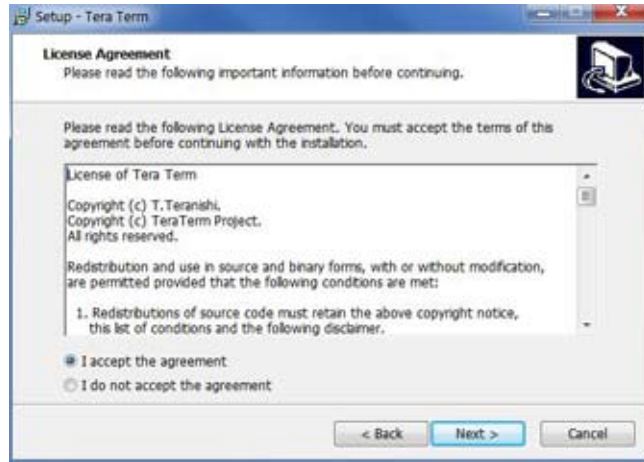 Setup - Tera Term
License Agreement
Please read the following important information before continuing.
Please read the following License Agreement. You must accept the terms of this
agreement before continuing with the installation.
License of Tera Term
Copyright (c) T.Teranishi.
Copyright (c) TeraTerm Project.
All rights reserved.
Redistribution and use in source and binary forms, with or without modification,
are permitted provided that the following conditions are met:
1. Redistributions of source code must retain the above copyright notice,
this list of conditions and the following disclaimer.
I accept the agreement
I do not accept the agreement
< Back Next > Cancel